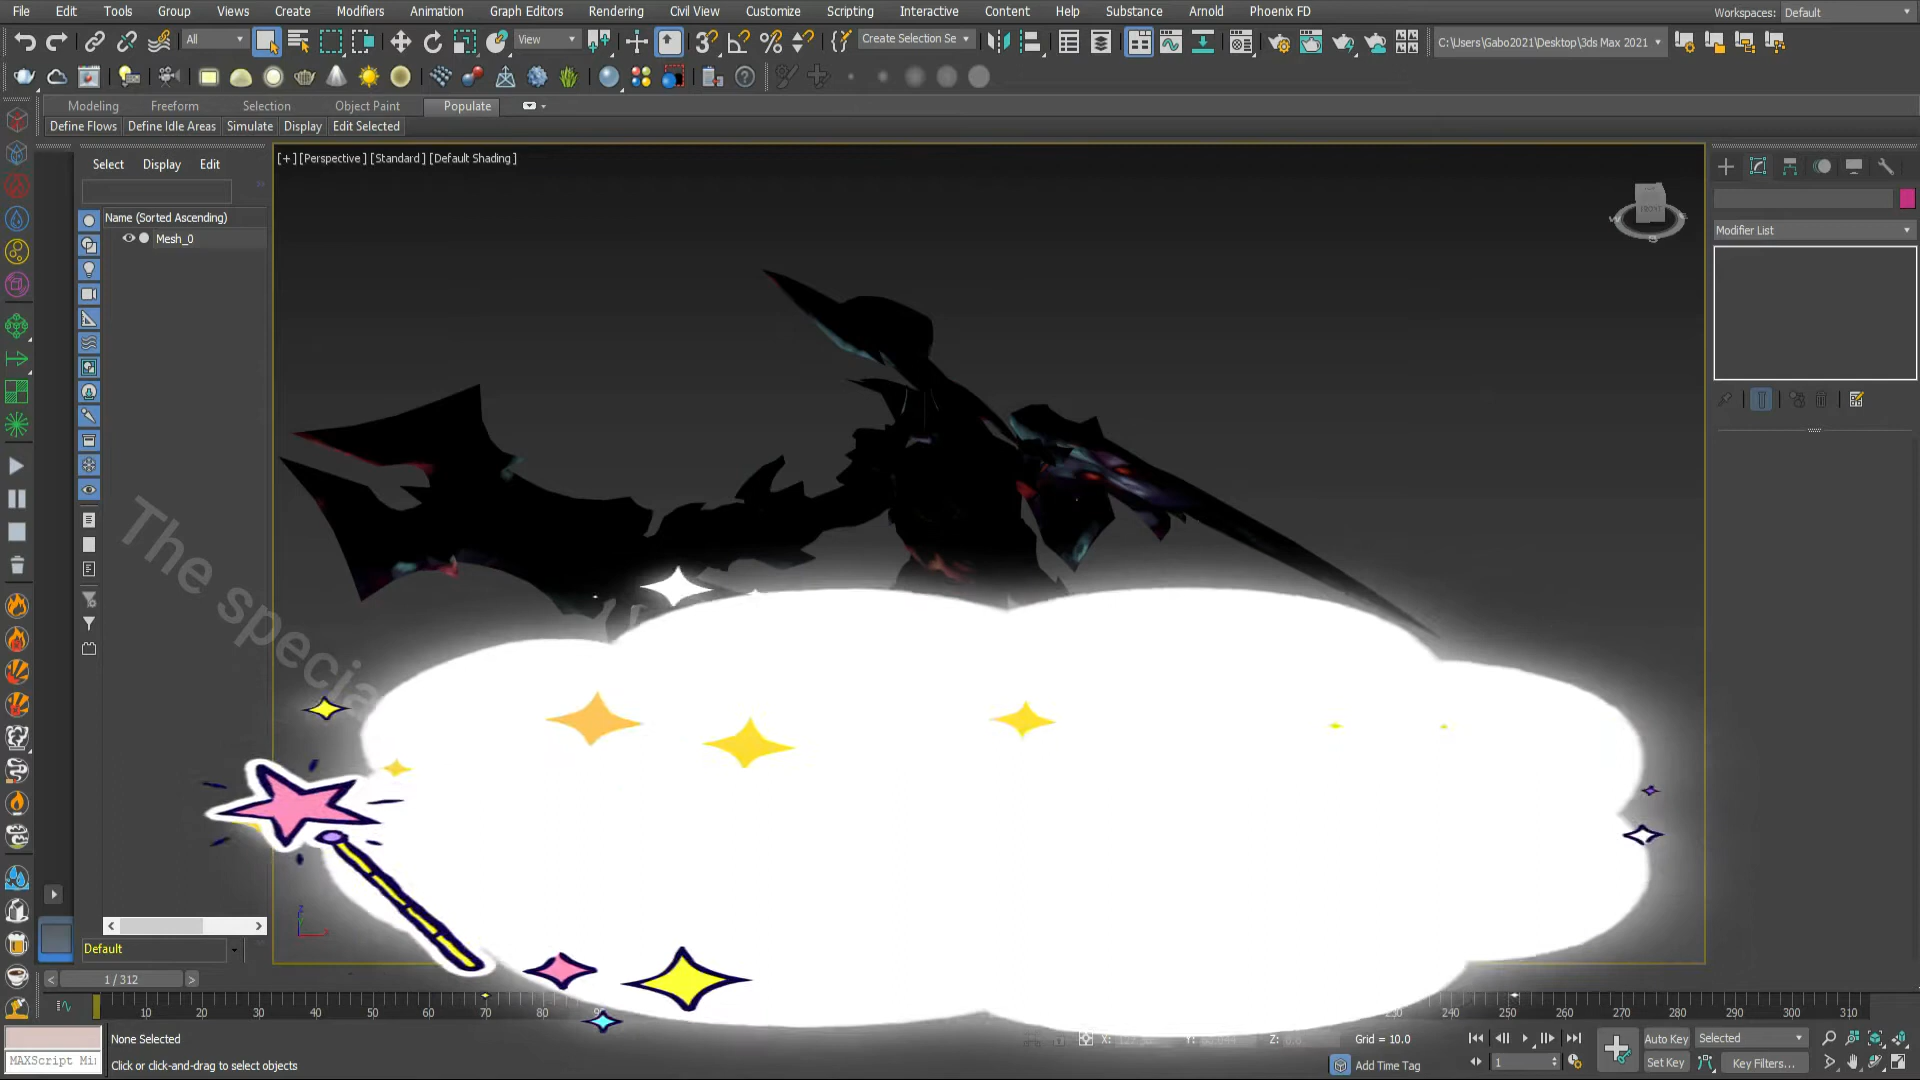 File Edit Tools Group Views Create Modifiers Animation Graph Editors Rendering Civil View Customize Scripting Interactive Content Help Substance Arnold Phoenix FD
Workspaces: Default
All
View
Create Selection Se
C:\Users\Gabo2021\Desktop\3ds Max 2021
Modeling Freeform Selection Object Paint Populate
Define Flows Define Idle Areas Simulate Display Edit Selected
Select Display Edit
[+] [Perspective ] [Standard ] [Default Shading ]
Name (Sorted Ascending)
Mesh_0
FRONT
Modifier List
The specia
Default
< 1 / 312 >
10 20 30 40 50 60 70 80 240 250 260 270 280 290 300 310
None Selected
X: Y: Z:
Grid = 10.0
Auto Key Selected
MAXScript Mi
Click or click-and-drag to select objects
Add Time Tag
1
Set Key Key Filters...